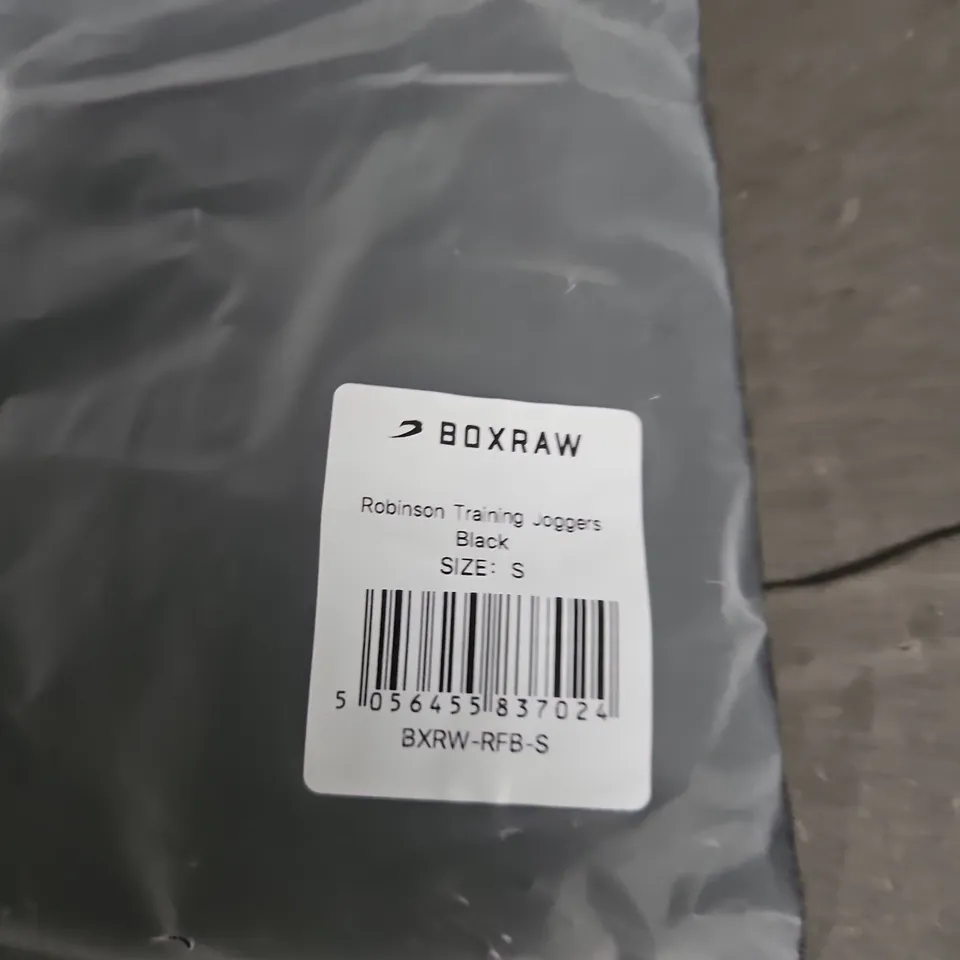 BOXRAW
Robinson Training Joggers
Black
SIZE: S
5 056455 837024
BXRW-RFB-S